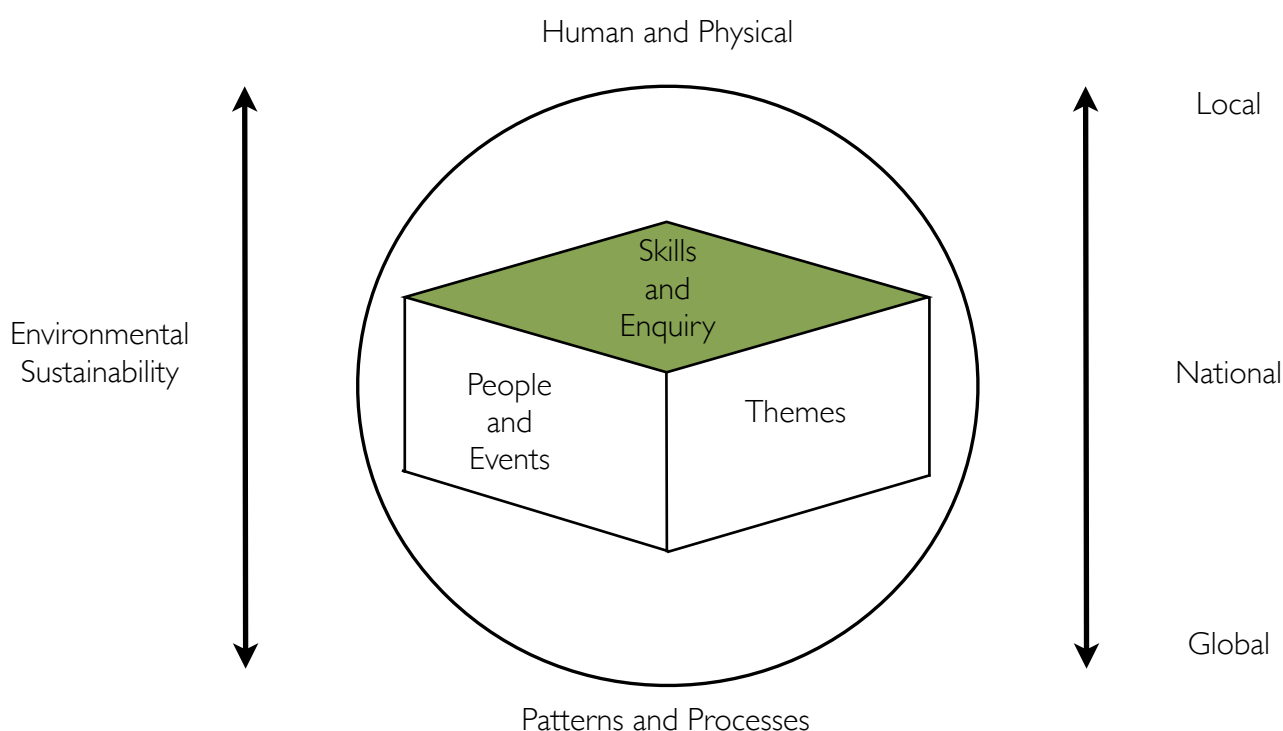 Human and Physical
Local
Skills
and
Enquiry
Environmental
Sustainability
People
and
Events
Themes
National
Global
Patterns and Processes